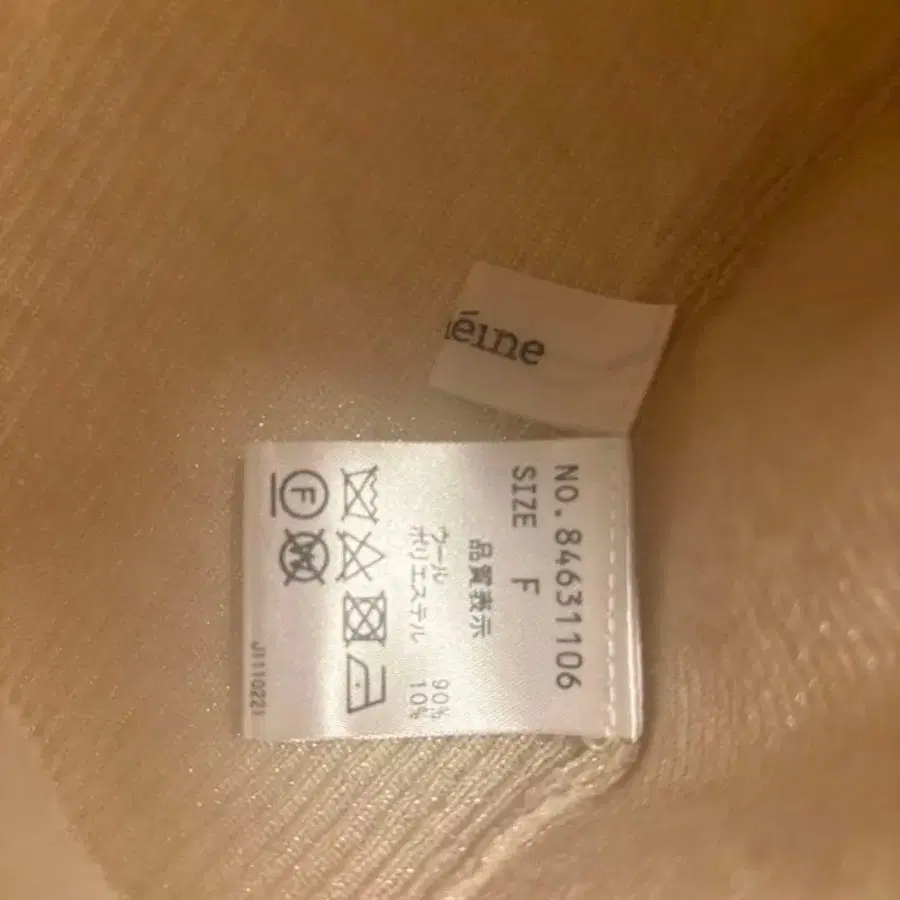 éine
NO. 84631106
SIZE F
品質表示
ウール 90%
ポリエステル 10%
F
W
J1110221